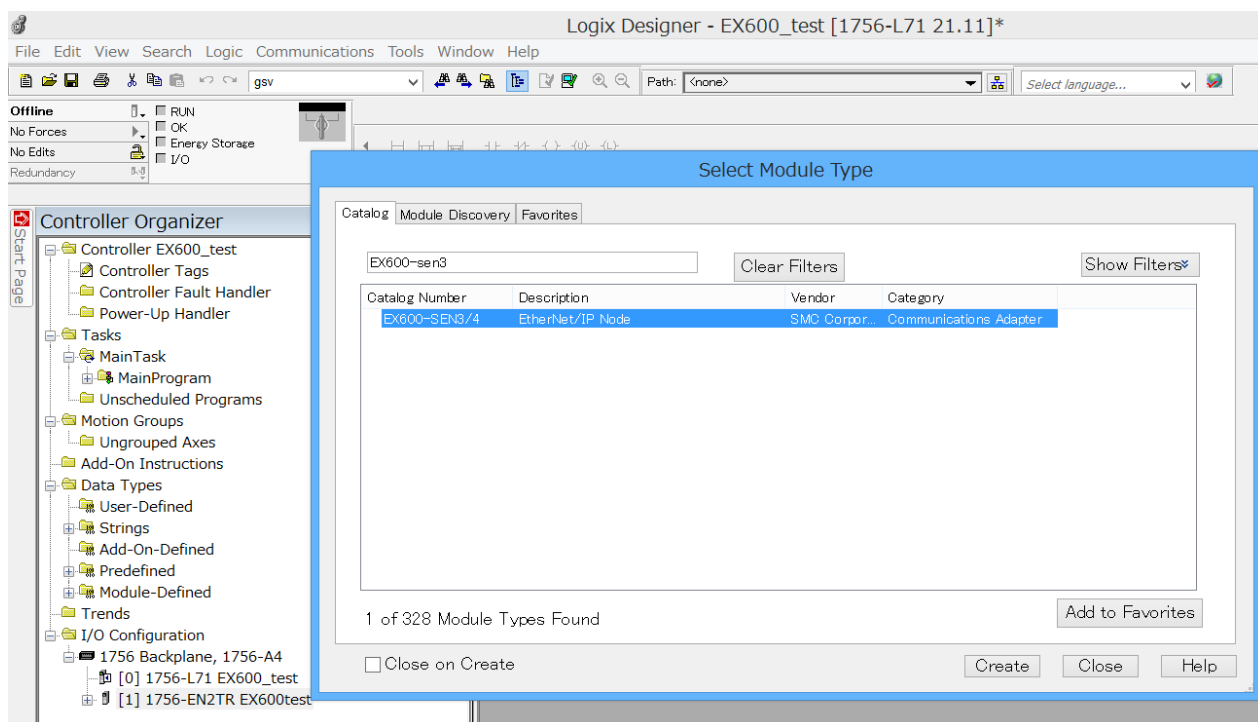 Logix Designer - EX600_test [1756-L71 21.11]*
File Edit View Search Logic Communications Tools Window Help
gsv
Path: <none>
Select language...
Offline
RUN
No Forces
OK
Energy Storage
No Edits
I/O
Redundancy
Select Module Type
Start Page
Controller Organizer
Controller EX600_test
Controller Tags
Controller Fault Handler
Power-Up Handler
Tasks
MainTask
MainProgram
Unscheduled Programs
Motion Groups
Ungrouped Axes
Add-On Instructions
Data Types
User-Defined
Strings
Add-On-Defined
Predefined
Module-Defined
Trends
I/O Configuration
1756 Backplane, 1756-A4
[0] 1756-L71 EX600_test
[1] 1756-EN2TR EX600test
Catalog Module Discovery Favorites
EX600-sen3
Clear Filters
Show Filters
Catalog Number Description Vendor Category
EX600-SEN3/4 EtherNet/IP Node SMC Corpor... Communications Adapter
1 of 328 Module Types Found
Add to Favorites
Close on Create
Create Close Help